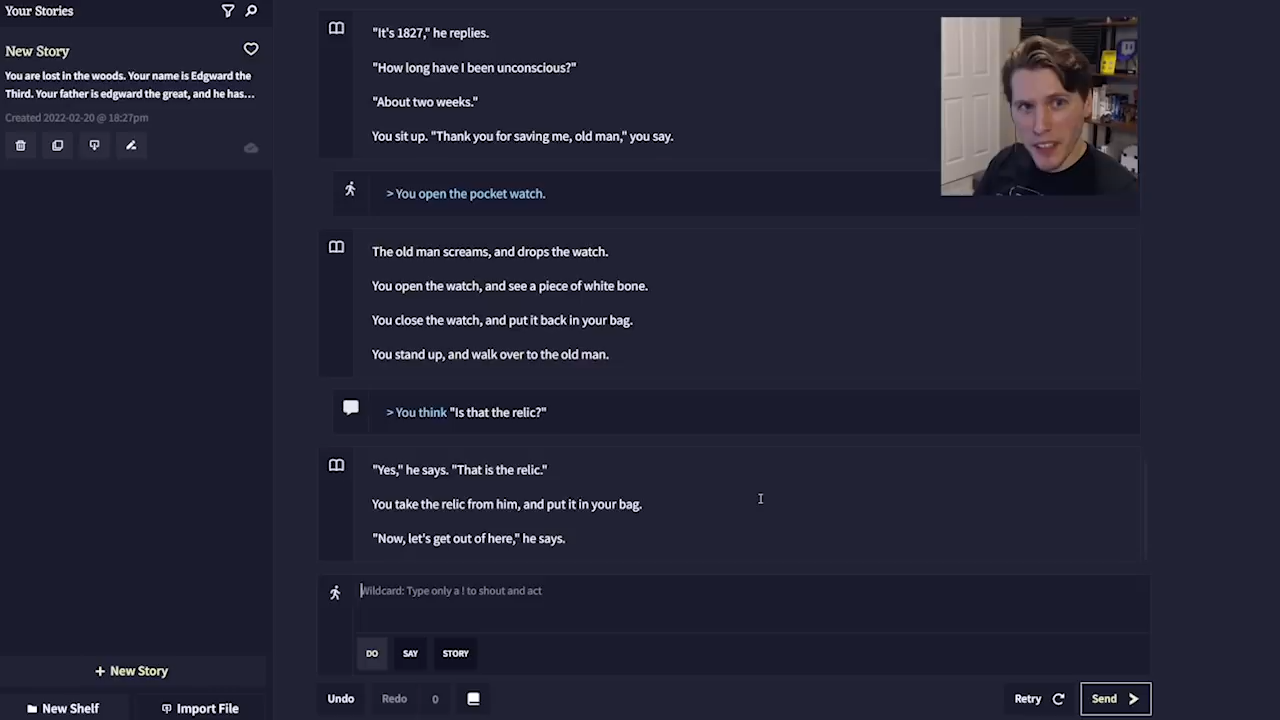 Your Stories
New Story
You are lost in the woods. Your name is Edgward the
Third. Your father is edgward the great, and he has...
Created 2022-02-20 @ 18:27pm
+ New Story
New Shelf
Import File
"It's 1827," he replies.
"How long have I been unconscious?"
"About two weeks."
You sit up. "Thank you for saving me, old man," you say.
> You open the pocket watch.
The old man screams, and drops the watch.
You open the watch, and see a piece of white bone.
You close the watch, and put it back in your bag.
You stand up, and walk over to the old man.
> You think "Is that the relic?"
"Yes," he says. "That is the relic."
You take the relic from him, and put it in your bag.
"Now, let's get out of here," he says.
Wildcard: Type only a ! to shout and act
DO SAY STORY
Undo Redo 0 Retry Send